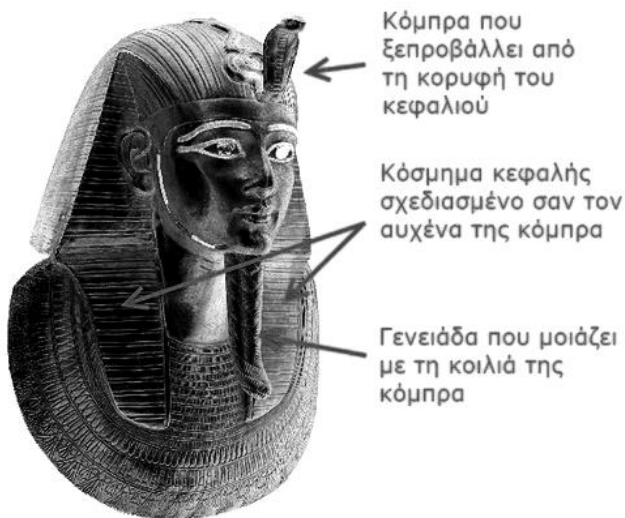 Κόμπρα που
ξεπροβάλλει από
τη κορυφή του
κεφαλιού
Κόσμημα κεφαλής
σχεδιασμένο σαν τον
αυχένα της κόμπρα
Γενειάδα που μοιάζει
με τη κοιλιά της
κόμπρα